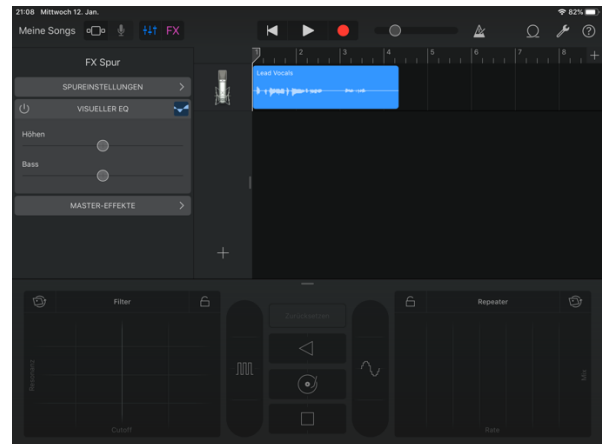 21:08 Mittwoch 12. Jan.
82%
Meine Songs
FX
1 2 3 4 5 6 7 8
FX Spur
SPUREINSTELLUNGEN
VISUELLER EQ
Höhen
Bass
MASTER-EFFEKTE
Lead Vocals
Filter
Resonanz
Cutoff
Zurücksetzen
Repeater
Mix
Rate